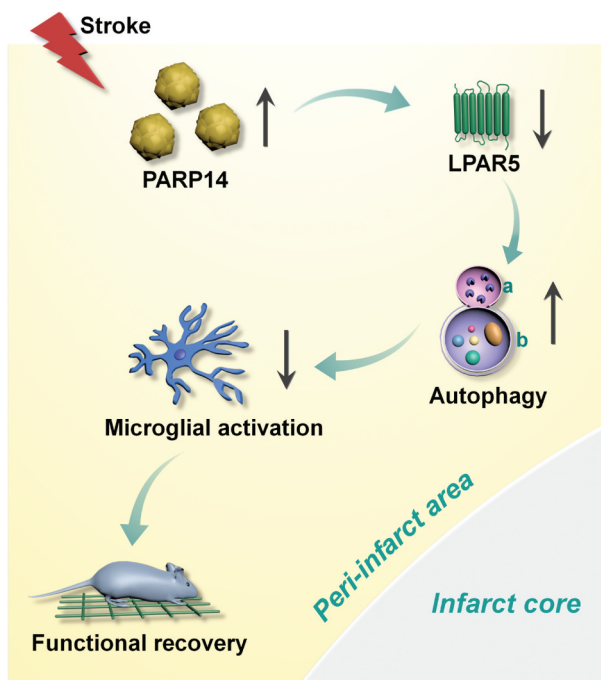 Stroke
PARP14
LPAR5
a
b
Autophagy
Microglial activation
Peri-infarct area
Infarct core
Functional recovery